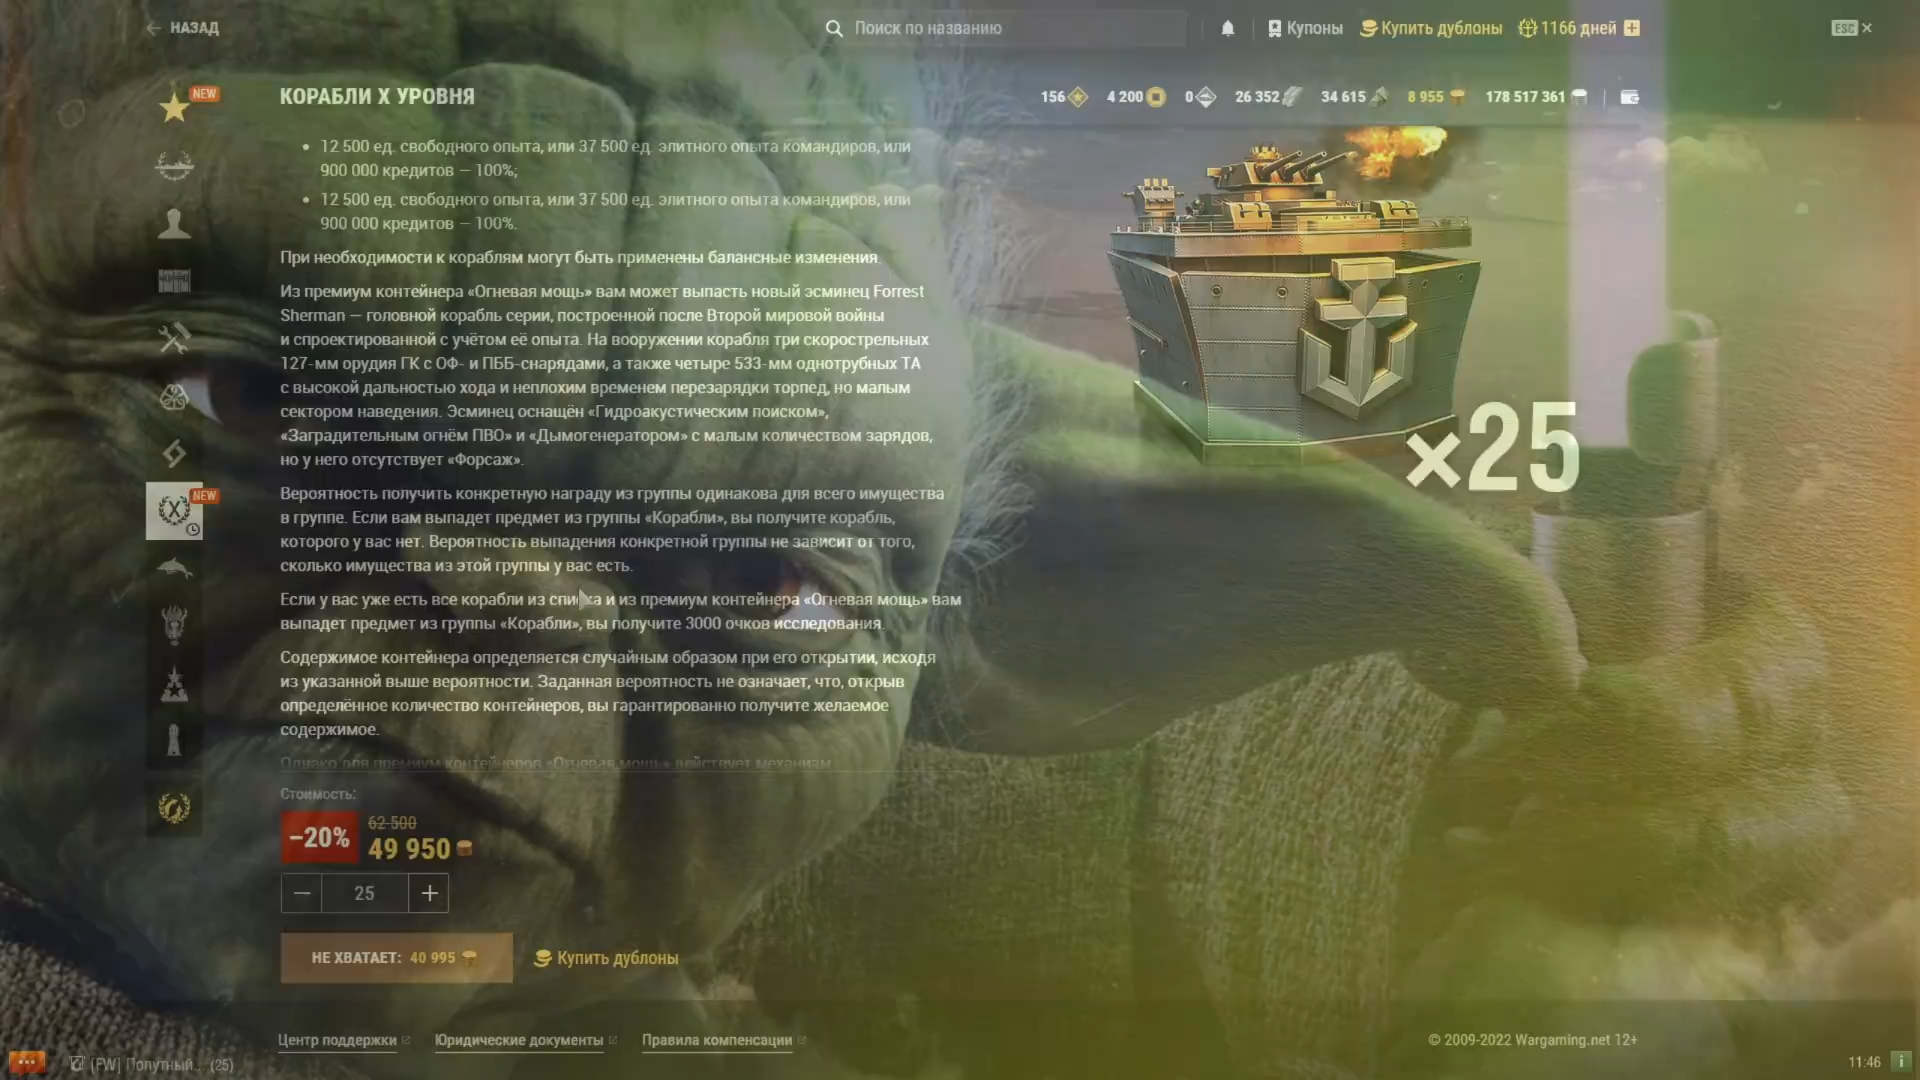 НАЗАД
Поиск по названию
Купоны
Купить дублоны
1166 дней
ESC
NEW
КОРАБЛИ X УРОВНЯ
156
4 200
0
26 352
34 615
8 955
178 517 361
12 500 ед. свободного опыта, или 37 500 ед. элитного опыта командиров, или
900 000 кредитов — 100%;
12 500 ед. свободного опыта, или 37 500 ед. элитного опыта командиров, или
900 000 кредитов — 100%.
При необходимости к кораблям могут быть применены балансные изменения.
Из премиум контейнера «Огневая мощь» вам может выпасть новый эсминец Forrest
Sherman — головной корабль серии, построенной после Второй мировой войны
и спроектированной с учётом её опыта. На вооружении корабля три скорострельных
127-мм орудия ГК с ОФ- и ПББ-снарядами, а также четыре 533-мм однотрубных ТА
с высокой дальностью хода и неплохим временем перезарядки торпед, но малым
сектором наведения. Эсминец оснащён «Гидроакустическим поиском»,
«Заградительным огнём ПВО» и «Дымогенератором» с малым количеством зарядов,
но у него отсутствует «Форсаж».
×25
NEW
X
Вероятность получить конкретную награду из группы одинакова для всего имущества
в группе. Если вам выпадет предмет из группы «Корабли», вы получите корабль,
которого у вас нет. Вероятность выпадения конкретной группы не зависит от того,
сколько имущества из этой группы у вас есть.
Если у вас уже есть все корабли из списка и из премиум контейнера «Огневая мощь» вам
выпадет предмет из группы «Корабли», вы получите 3000 очков исследования.
Содержимое контейнера определяется случайным образом при его открытии, исходя
из указанной выше вероятности. Заданная вероятность не означает, что, открыв
определённое количество контейнеров, вы гарантированно получите желаемое
содержимое.
Однако для премиум контейнеров «Огневая мощь» действует механизм
Стоимость:
–20%
62 500
49 950
25
НЕ ХВАТАЕТ: 40 995
Купить дублоны
Центр поддержки
Юридические документы
Правила компенсации
© 2009-2022 Wargaming.net 12+
[FW] Попутный... (25)
11:46